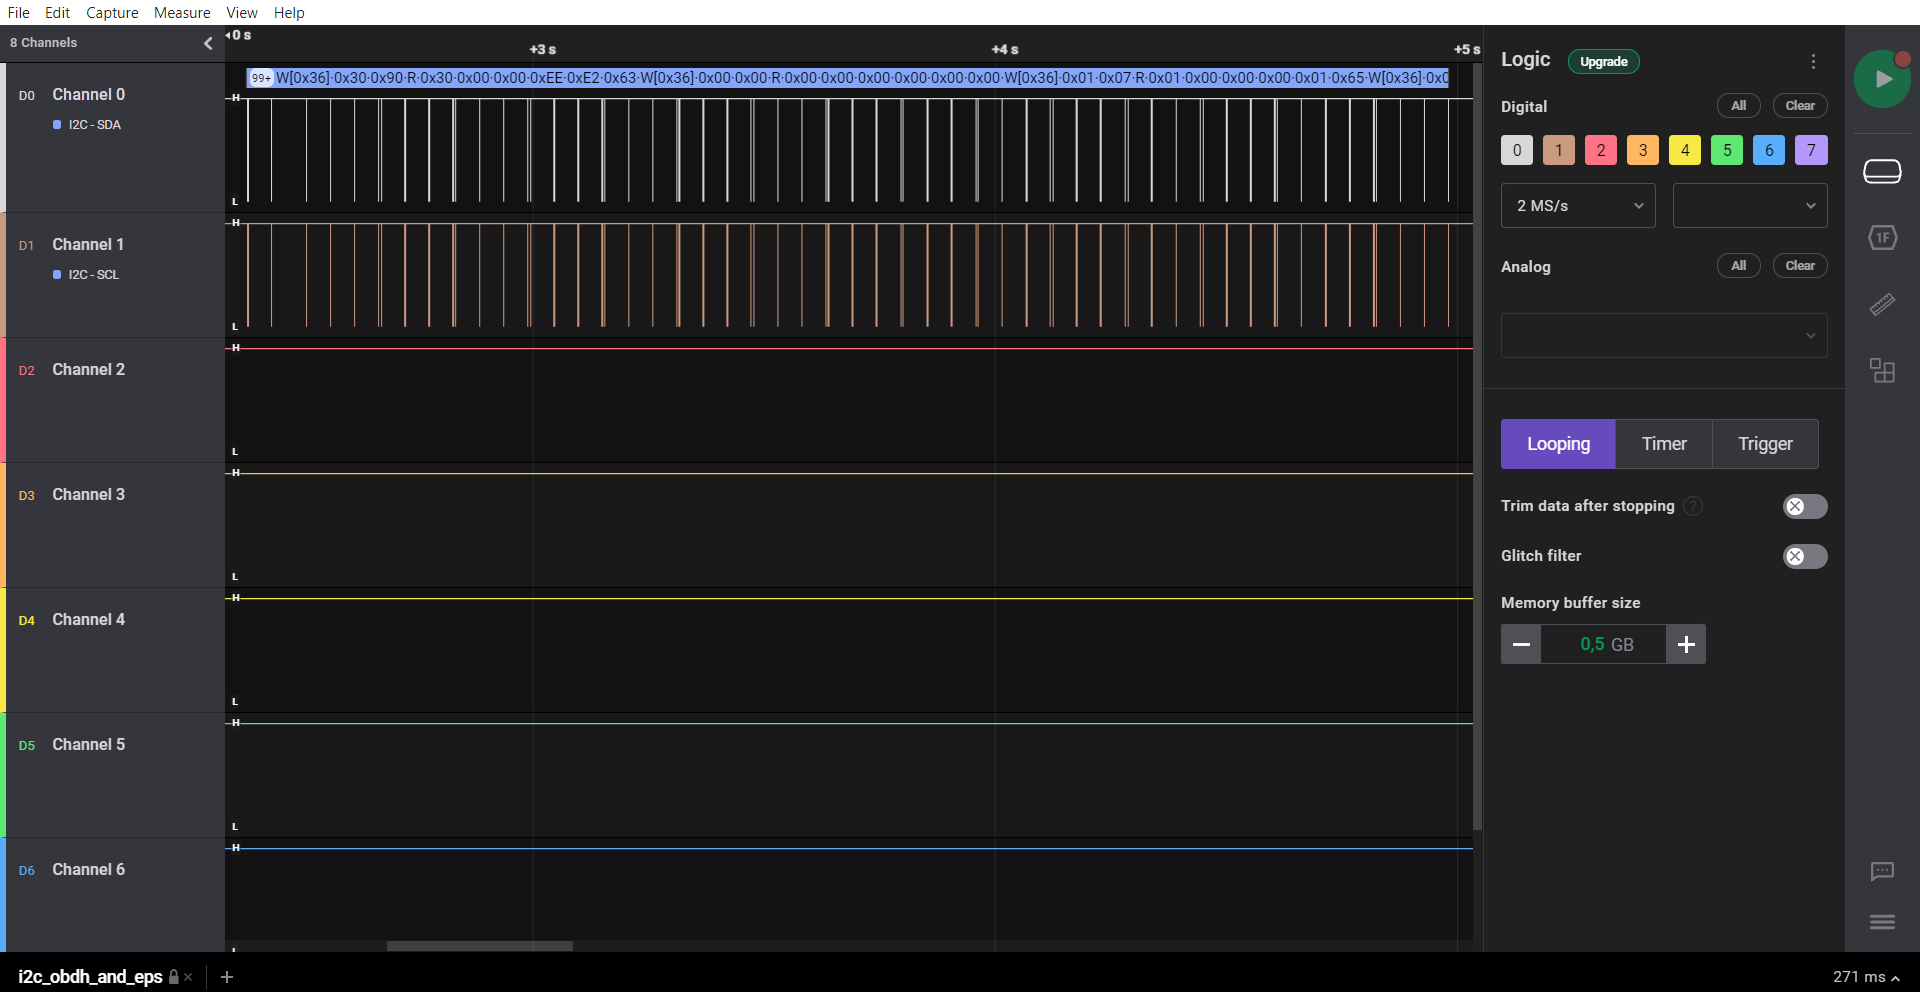 File Edit Capture Measure View Help
8 Channels
0 s
+3 s +4 s +5 s
D0 Channel 0
I2C - SDA
99+ W[0x36]·0x30·0x90·R·0x30·0x00·0x00·0xEE·0xE2·0x63·W[0x36]·0x00·0x00·R·0x00·0x00·0x00·0x00·0x00·0x00·W[0x36]·0x01·0x07·R·0x01·0x00·0x00·0x00·0x01·0x65·W[0x36]·0x0
H
L
D1 Channel 1
I2C - SCL
H
L
D2 Channel 2
H
L
D3 Channel 3
H
L
D4 Channel 4
H
L
D5 Channel 5
H
L
D6 Channel 6
H
Logic Upgrade
Digital All Clear
0 1 2 3 4 5 6 7
2 MS/s
Analog All Clear
Looping Timer Trigger
Trim data after stopping ?
Glitch filter
Memory buffer size
0,5 GB
1F
i2c_obdh_and_eps
271 ms